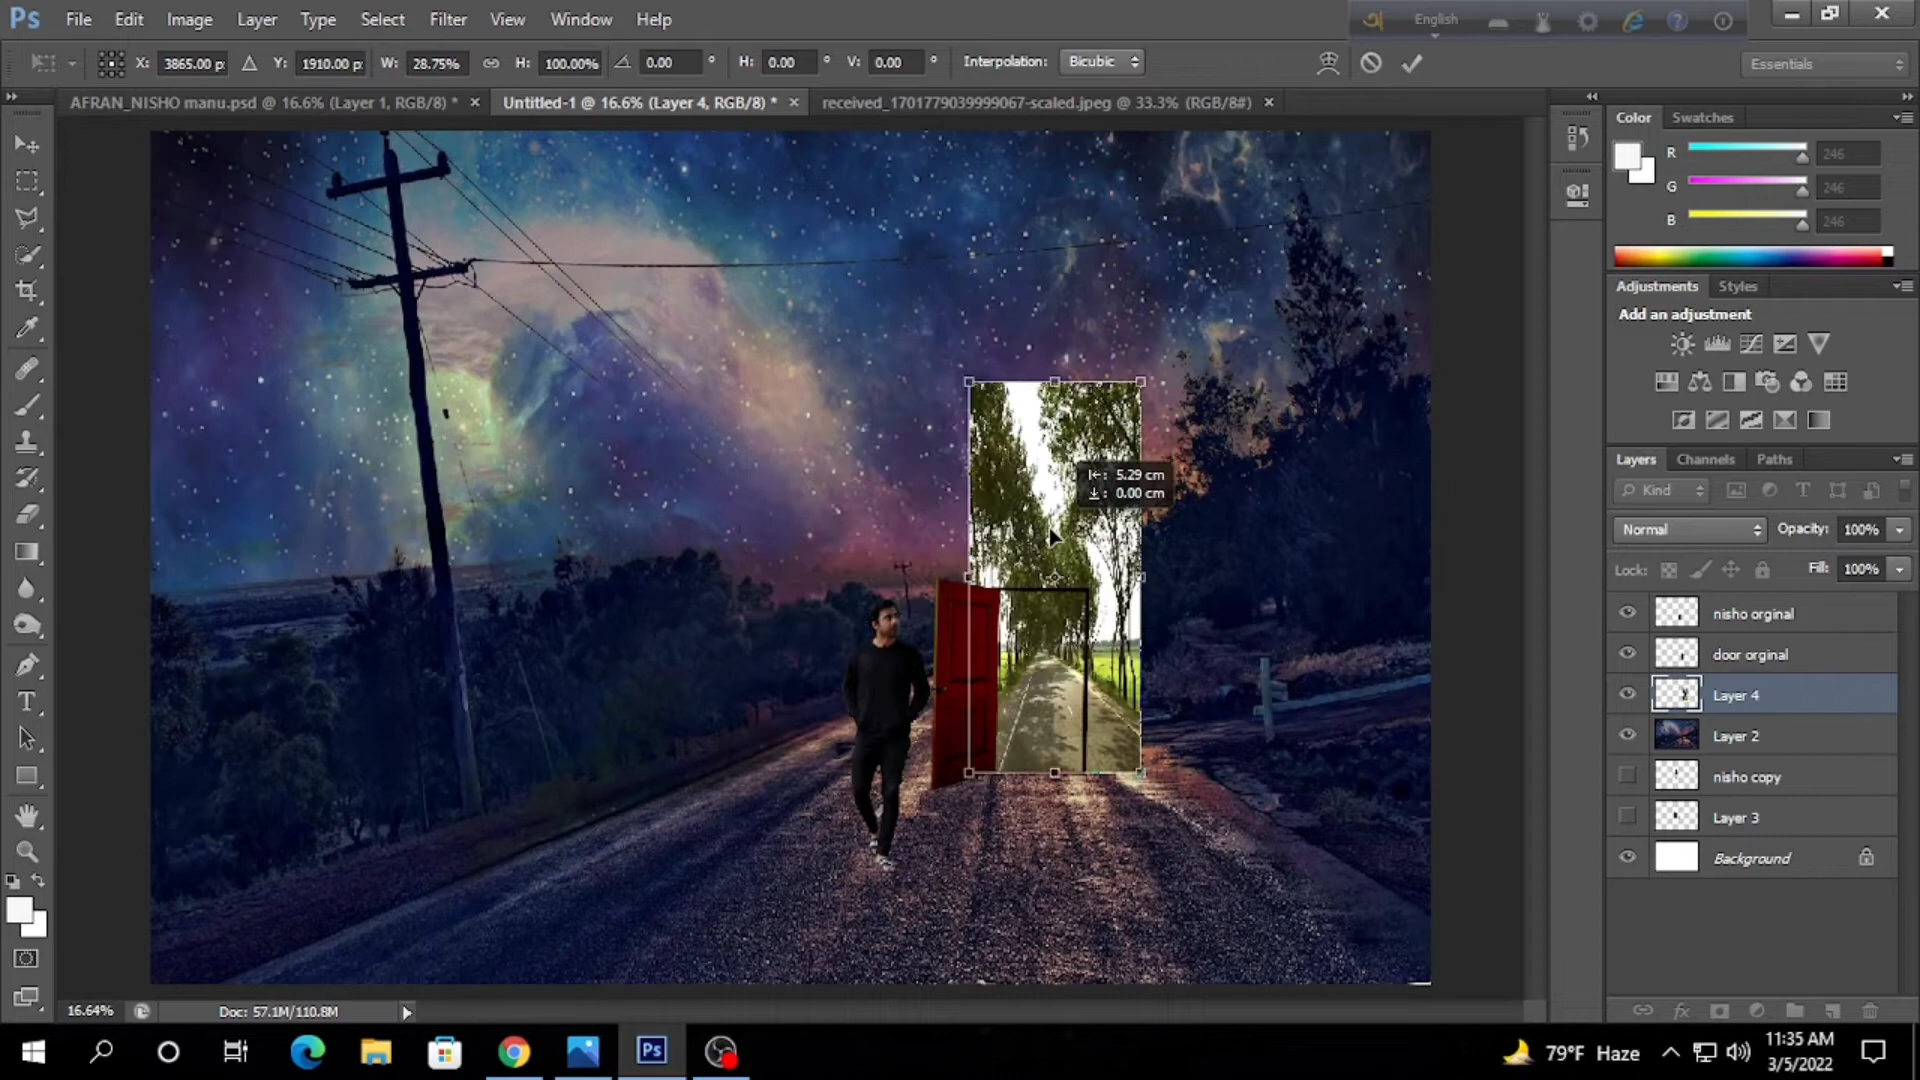 Ps File Edit Image Layer Type Select Filter View Window Help English
X: 3865.00 p Y: 1910.00 p W: 28.75% H: 100.00% 0.00 ° H: 0.00 ° V: 0.00 ° Interpolation: Bicubic Essentials
AFRAN_NISHO manu.psd @ 16.6% (Layer 1, RGB/8) * × Untitled-1 @ 16.6% (Layer 4, RGB/8) * × received_1701779039999067-scaled.jpeg @ 33.3% (RGB/8#) ×
Color Swatches
R 246
G 246
B 246
Adjustments Styles
Add an adjustment
5.29 cm
0.00 cm
Layers Channels Paths
Kind
Normal Opacity: 100%
Lock: Fill: 100%
nisho orginal
door orginal
Layer 4
Layer 2
nisho copy
Layer 3
Background
16.64% Doc: 57.1M/110.8M
Ps 79°F Haze 11:35 AM
3/5/2022